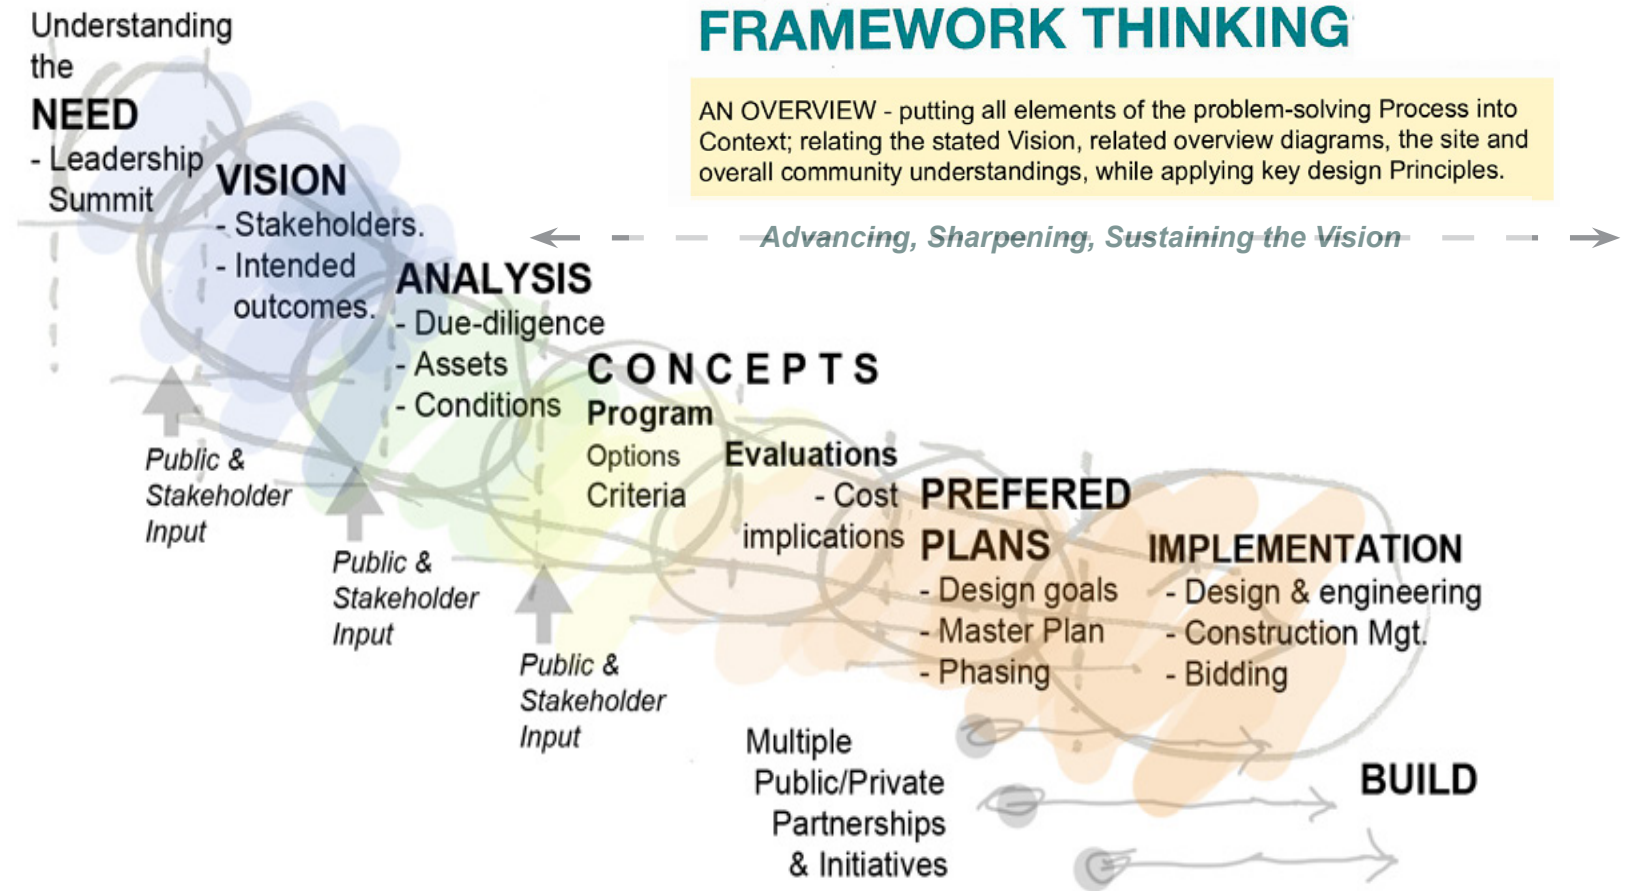 Understanding
the
NEED
- Leadership
Summit
FRAMEWORK THINKING
AN OVERVIEW - putting all elements of the problem-solving Process into
Context; relating the stated Vision, related overview diagrams, the site and
overall community understandings, while applying key design Principles.
Advancing, Sharpening, Sustaining the Vision
VISION
- Stakeholders.
- Intended
outcomes.
ANALYSIS
- Due-diligence
- Assets
- Conditions
CONCEPTS
Program
Options
Criteria
Evaluations
- Cost
implications
PREFERED
PLANS
- Design goals
- Master Plan
- Phasing
IMPLEMENTATION
- Design & engineering
- Construction Mgt.
- Bidding
Public &
Stakeholder
Input
Public &
Stakeholder
Input
Public &
Stakeholder
Input
Multiple
Public/Private
Partnerships
& Initiatives
BUILD